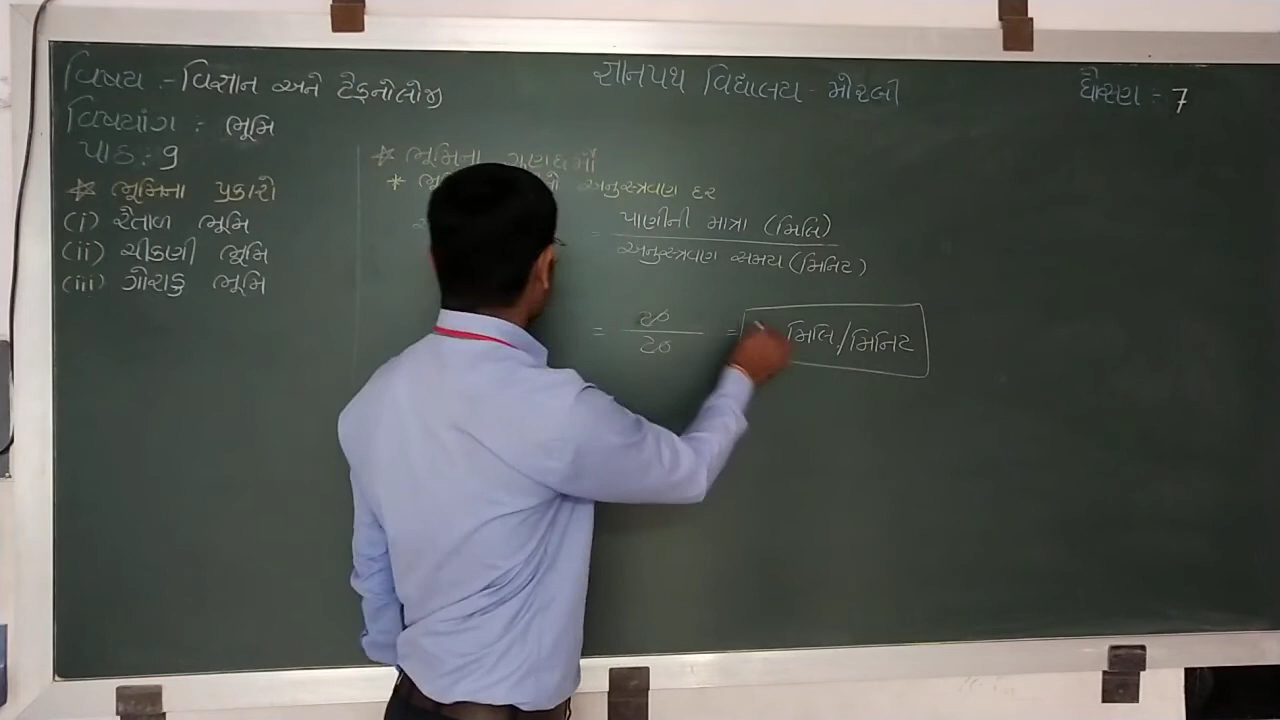 વિષય :- વિજ્ઞાન અને ટેકનોલોજી
જ્ઞાનપથ વિદ્યાલય - મોરબી
ધોરણ :- 7
વિષયાંગ : ભૂમિ
પાઠ : 9
☆ ભૂમિના પ્રકારો
(i) રેતાળ ભૂમિ
(ii) ચીકણી ભૂમિ
(iii) ગોરાડુ ભૂમિ
☆ ભૂમિના ગુણધર્મો
* અનુસ્ત્રવણ દર
= પાણીની માત્રા (મિલિ)
અનુસ્ત્રવણ સમય (મિનિટ)
= = મિલિ/મિનિટ